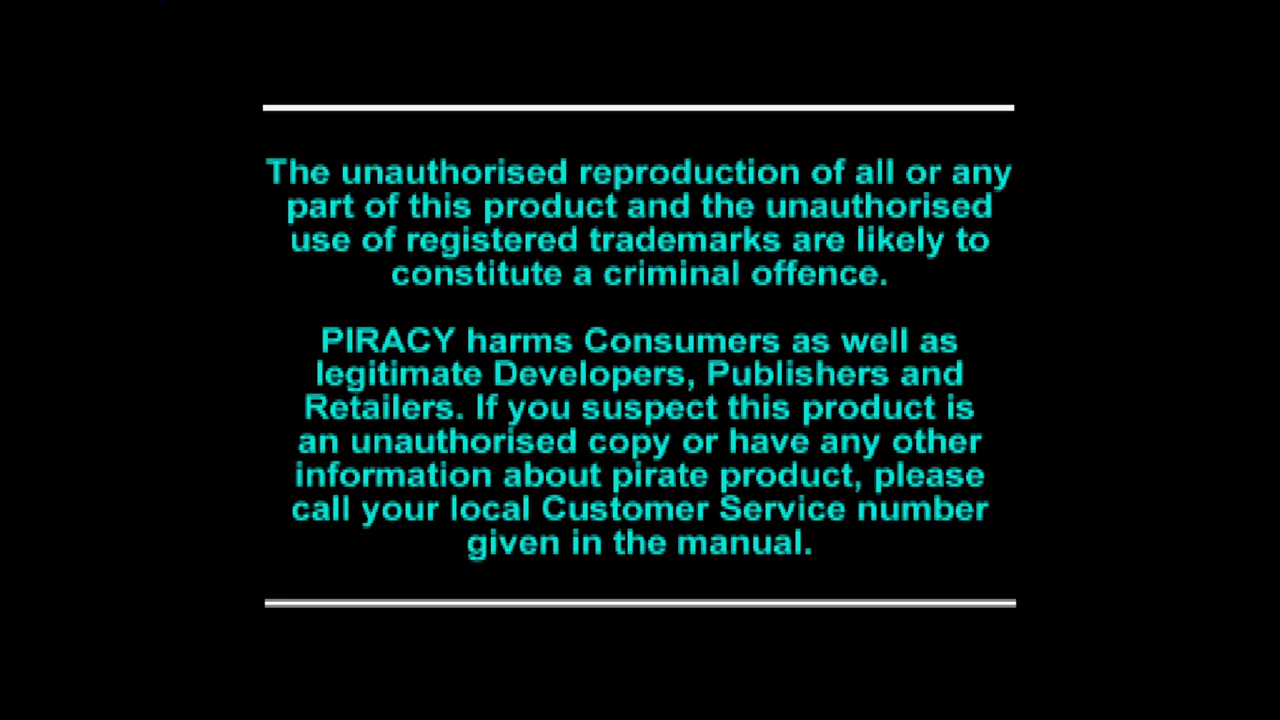 The unauthorised reproduction of all or any
part of this product and the unauthorised
use of registered trademarks are likely to
constitute a criminal offence.
PIRACY harms Consumers as well as
legitimate Developers, Publishers and
Retailers. If you suspect this product is
an unauthorised copy or have any other
information about pirate product, please
call your local Customer Service number
given in the manual.